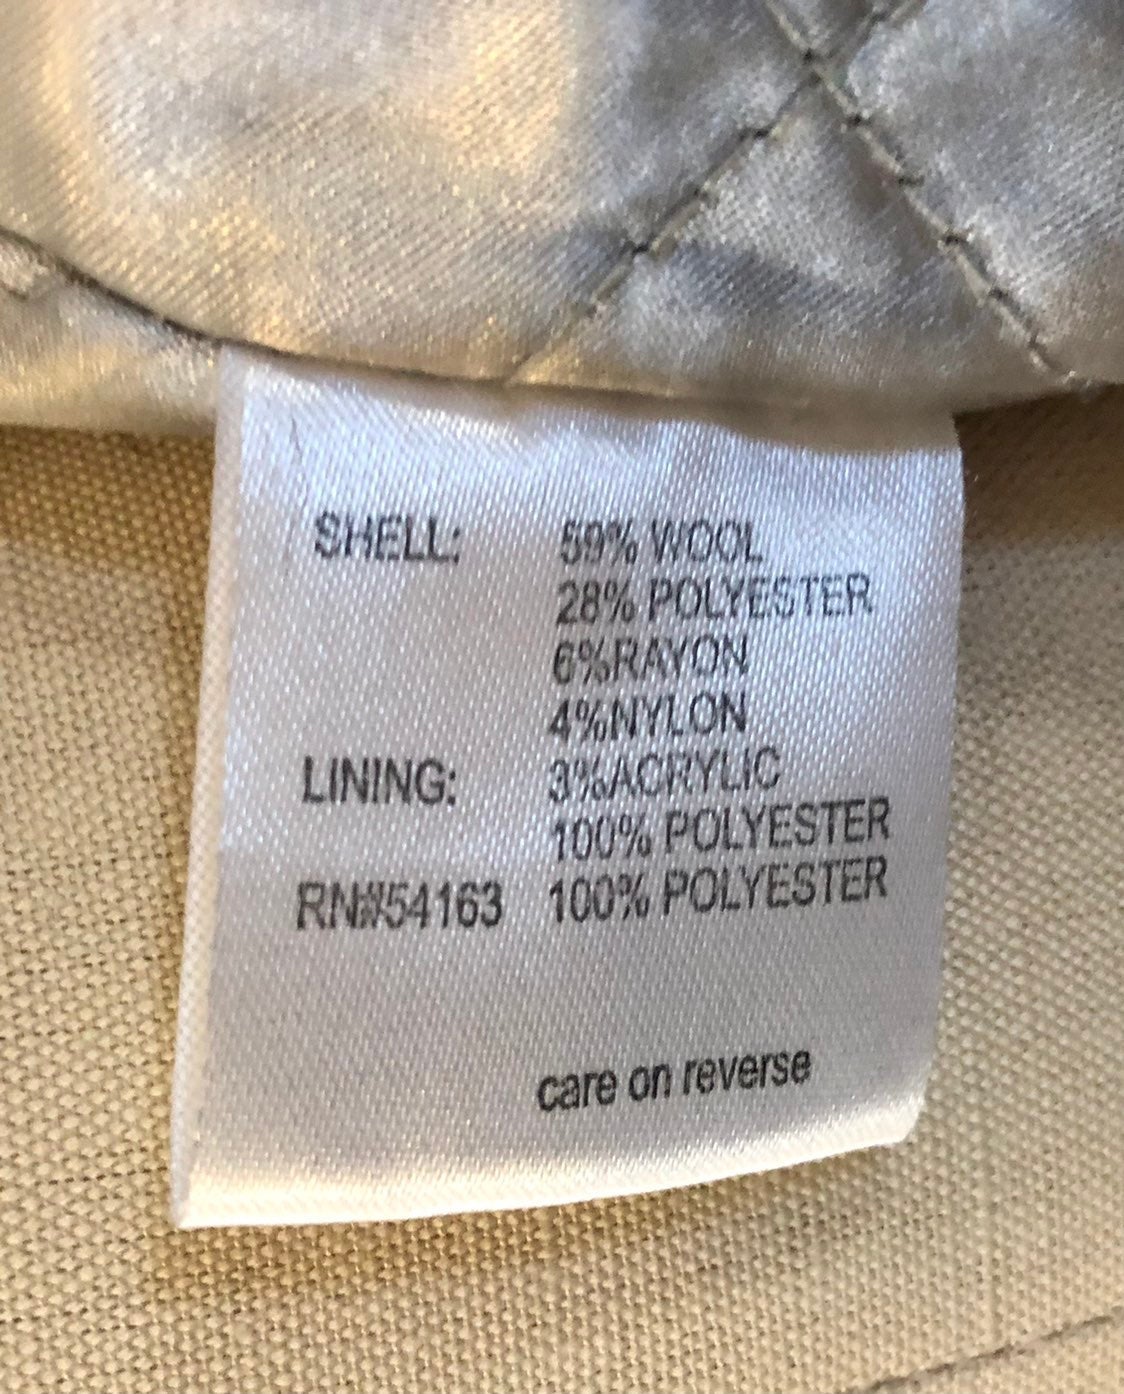 SHELL: 59% WOOL
28% POLYESTER
6%RAYON
4%NYLON
LINING: 3%ACRYLIC
100% POLYESTER
RN#54163 100% POLYESTER
care on reverse